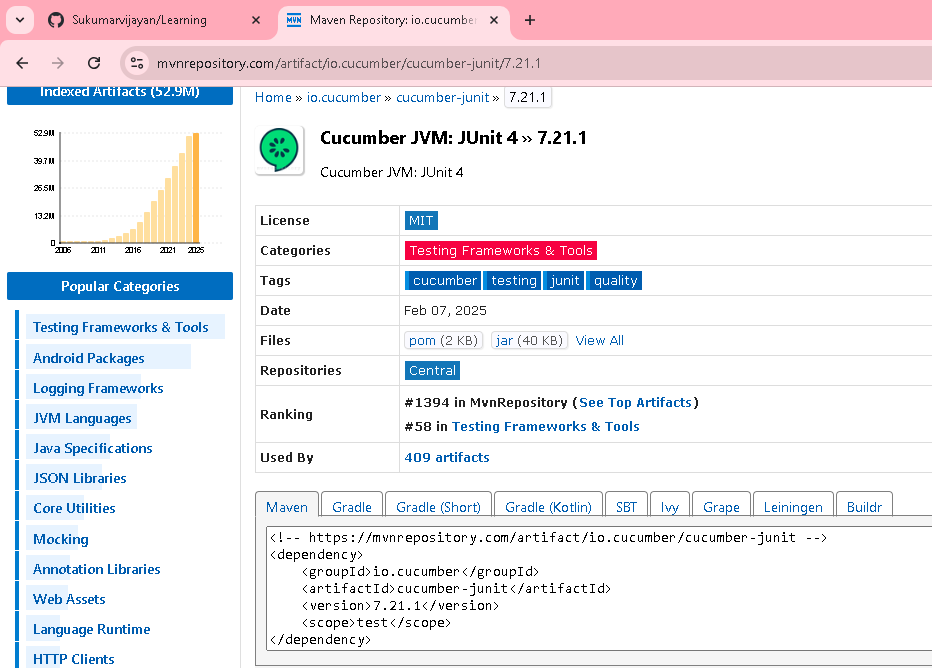 Sukumarvijayan/Learning
MVN Maven Repository: io.cucumber
mvnrepository.com/artifact/io.cucumber/cucumber-junit/7.21.1
Indexed Artifacts (52.9M)
52.9M
39.7M
26.5M
13.2M
0
2006 2011 2016 2021 2025
Popular Categories
Testing Frameworks & Tools
Android Packages
Logging Frameworks
JVM Languages
Java Specifications
JSON Libraries
Core Utilities
Mocking
Annotation Libraries
Web Assets
Language Runtime
HTTP Clients
Home » io.cucumber » cucumber-junit » 7.21.1
Cucumber JVM: JUnit 4 » 7.21.1
Cucumber JVM: JUnit 4
License MIT
Categories Testing Frameworks & Tools
Tags cucumber testing junit quality
Date Feb 07, 2025
Files pom (2 KB) jar (40 KB) View All
Repositories Central
Ranking #1394 in MvnRepository (See Top Artifacts)
#58 in Testing Frameworks & Tools
Used By 409 artifacts
Maven Gradle Gradle (Short) Gradle (Kotlin) SBT Ivy Grape Leiningen Buildr
<!-- https://mvnrepository.com/artifact/io.cucumber/cucumber-junit -->
<dependency>
    <groupId>io.cucumber</groupId>
    <artifactId>cucumber-junit</artifactId>
    <version>7.21.1</version>
    <scope>test</scope>
</dependency>